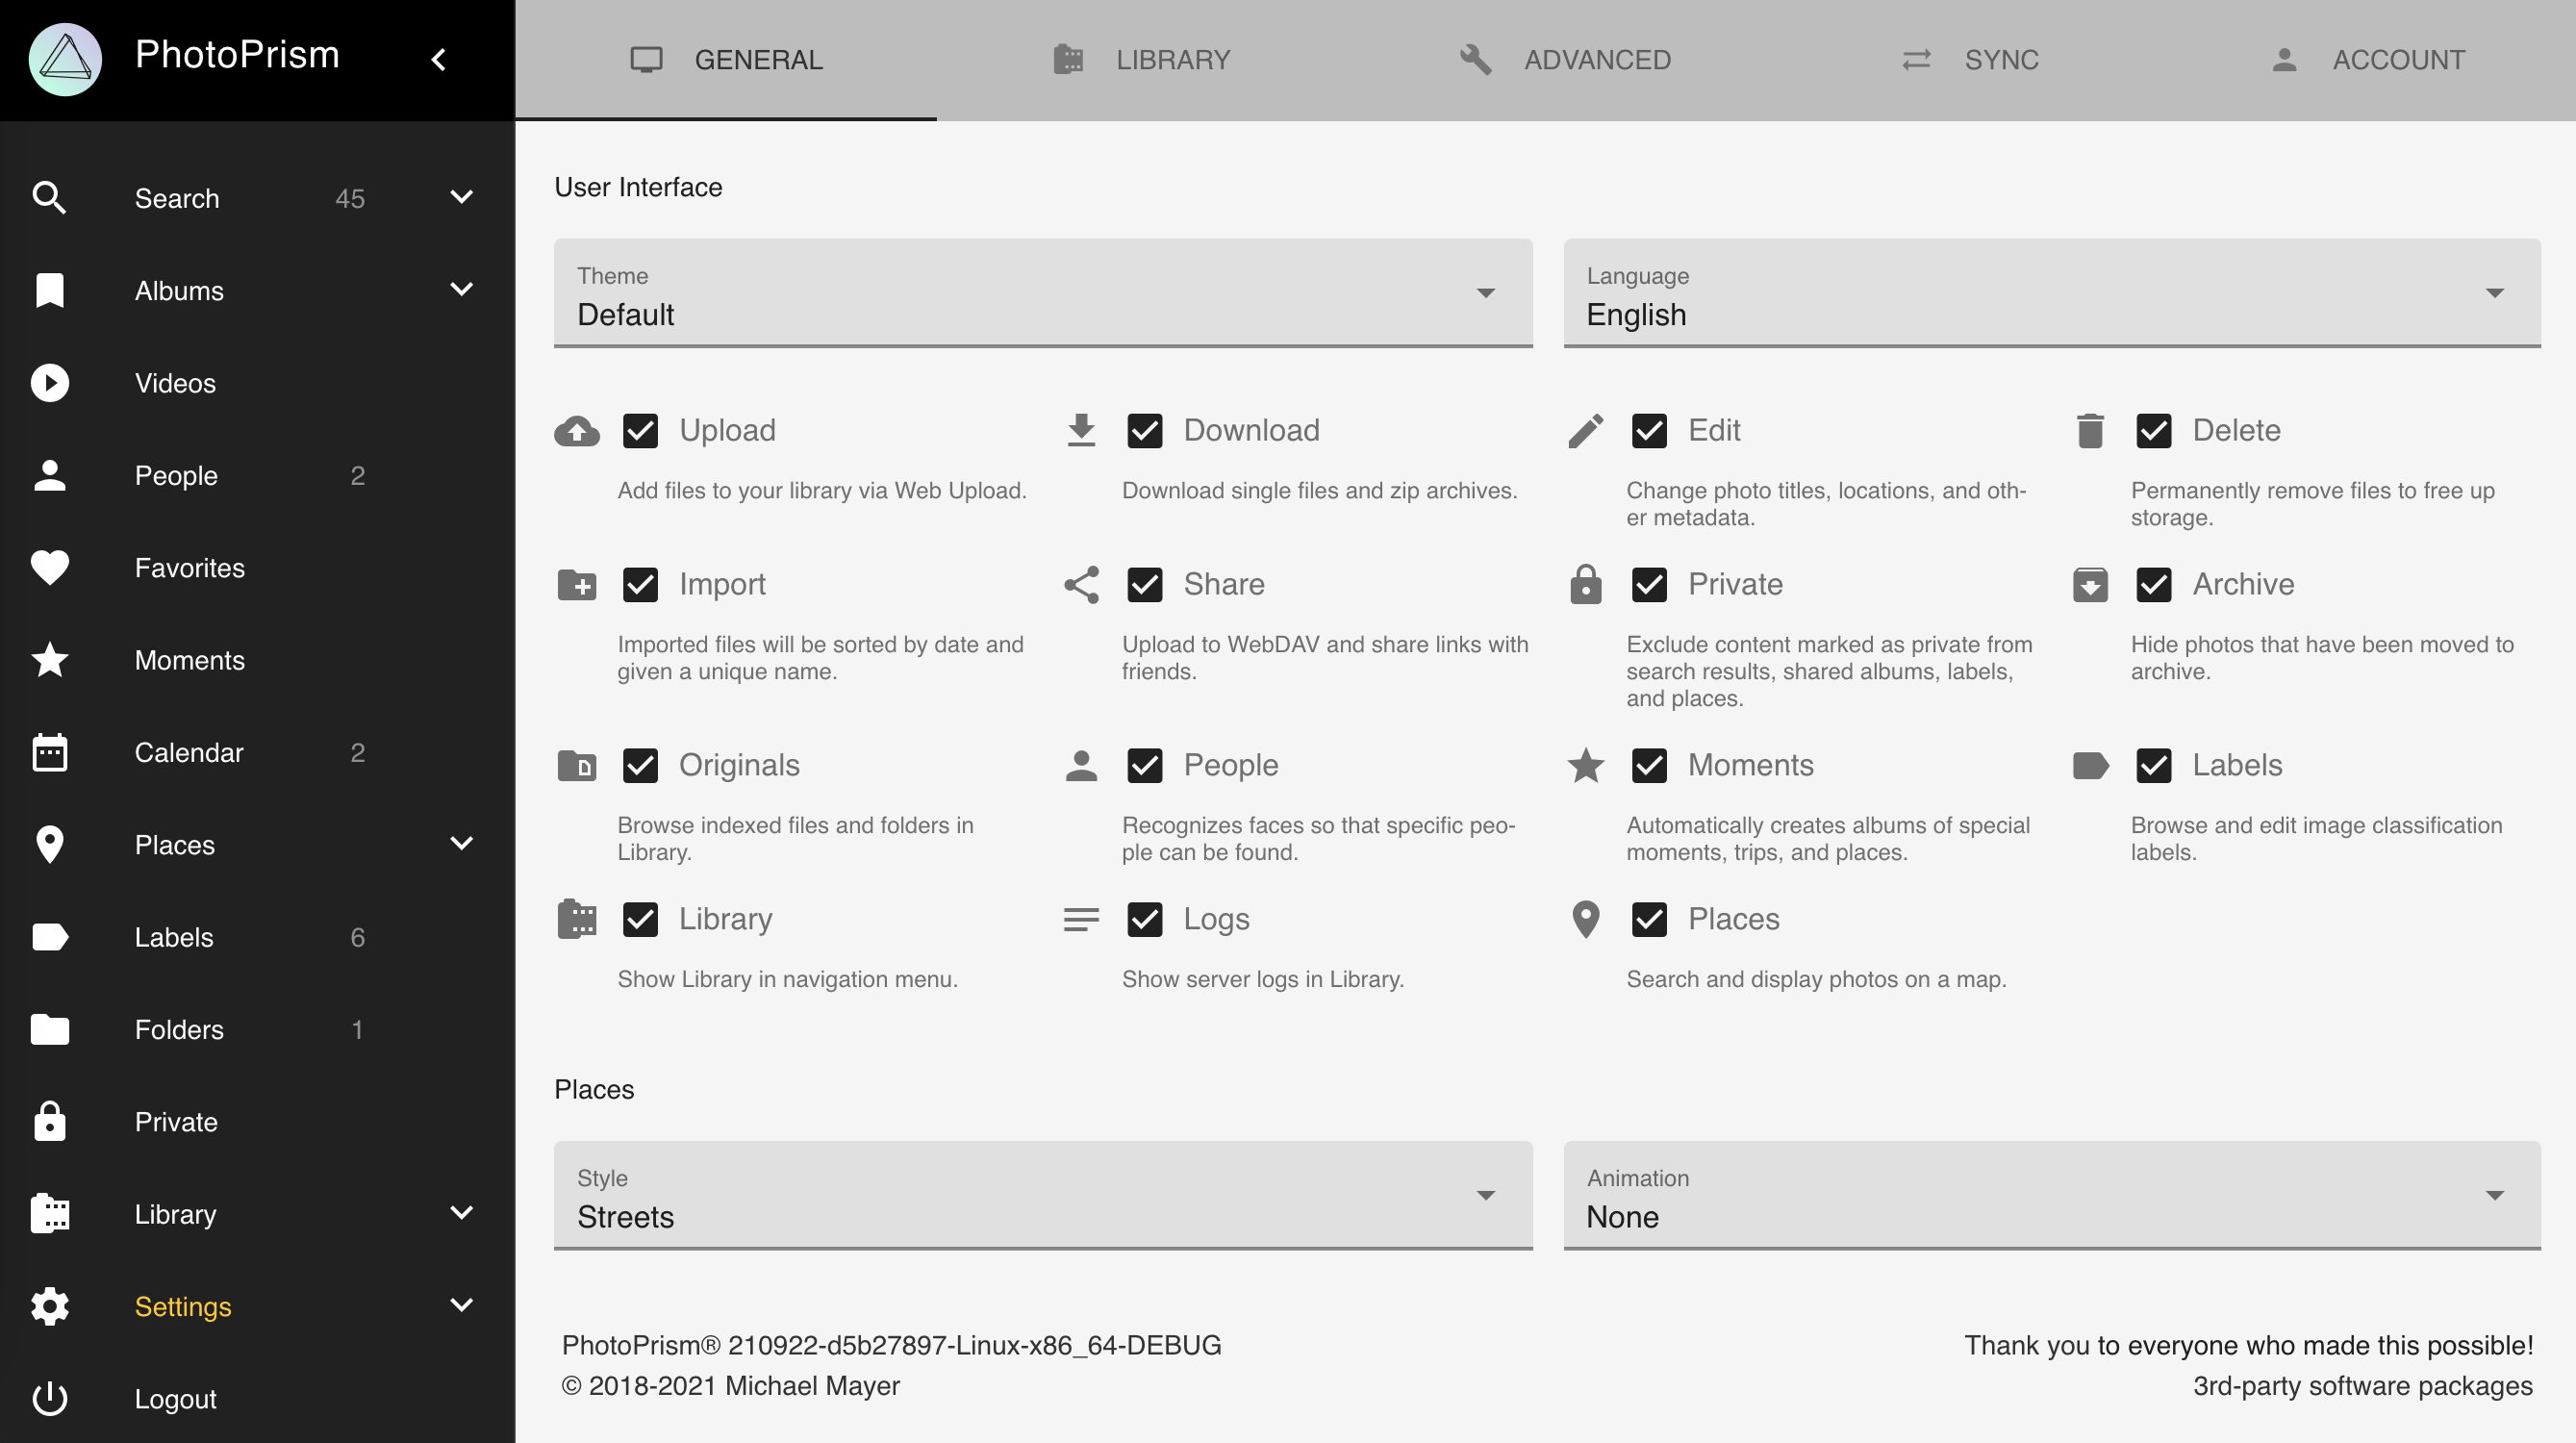 PhotoPrism
Search 45
Albums
Videos
People 2
Favorites
Moments
Calendar 2
Places
Labels 6
Folders 1
Private
Library
Settings
Logout
GENERAL LIBRARY ADVANCED SYNC ACCOUNT
User Interface
Theme
Default
Language
English
Upload
Add files to your library via Web Upload.
Download
Download single files and zip archives.
Edit
Change photo titles, locations, and oth-
er metadata.
Delete
Permanently remove files to free up
storage.
Import
Imported files will be sorted by date and
given a unique name.
Share
Upload to WebDAV and share links with
friends.
Private
Exclude content marked as private from
search results, shared albums, labels,
and places.
Archive
Hide photos that have been moved to
archive.
Originals
Browse indexed files and folders in
Library.
People
Recognizes faces so that specific peo-
ple can be found.
Moments
Automatically creates albums of special
moments, trips, and places.
Labels
Browse and edit image classification
labels.
Library
Show Library in navigation menu.
Logs
Show server logs in Library.
Places
Search and display photos on a map.
Places
Style
Streets
Animation
None
PhotoPrism® 210922-d5b27897-Linux-x86_64-DEBUG
© 2018-2021 Michael Mayer
Thank you to everyone who made this possible!
3rd-party software packages